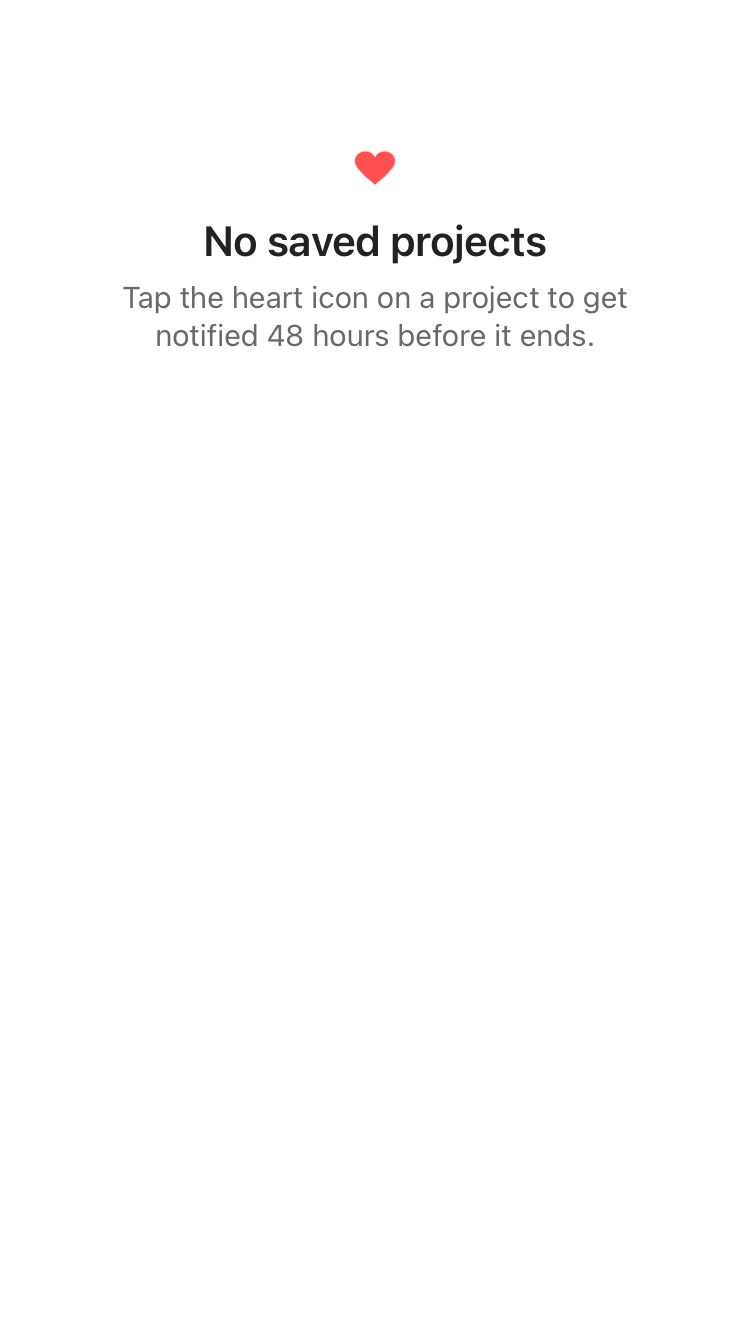 No saved projects
Tap the heart icon on a project to get
notified 48 hours before it ends.